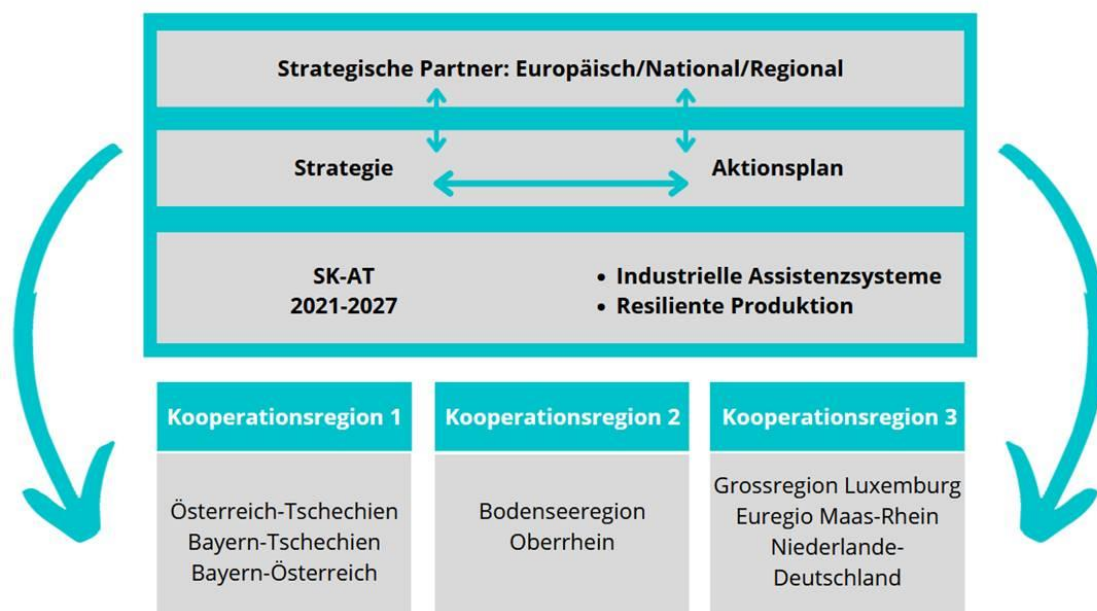 Strategische Partner: Europäisch/National/Regional
Strategie
Aktionsplan
SK-AT
2021-2027
• Industrielle Assistenzsysteme
• Resiliente Produktion
Kooperationsregion 1
Österreich-Tschechien
Bayern-Tschechien
Bayern-Österreich
Kooperationsregion 2
Bodenseeregion
Oberrhein
Kooperationsregion 3
Grossregion Luxemburg
Euregio Maas-Rhein
Niederlande-
Deutschland